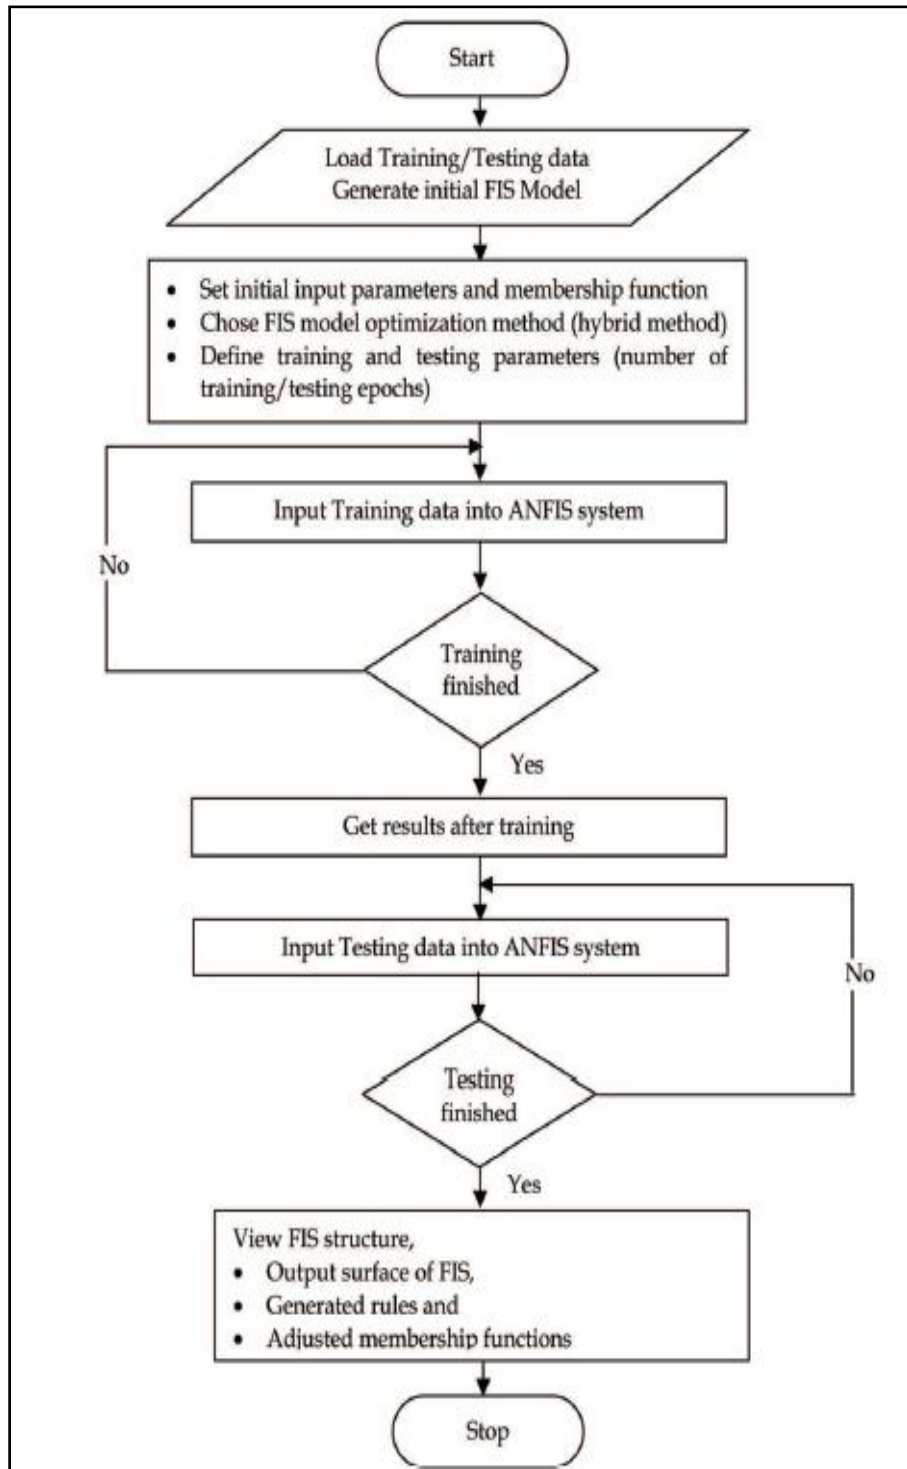 Start
Load Training/Testing data
Generate initial FIS Model
• Set initial input parameters and membership function
• Chose FIS model optimization method (hybrid method)
• Define training and testing parameters (number of
training/testing epochs)
Input Training data into ANFIS system
No
Training
finished
Yes
Get results after training
Input Testing data into ANFIS system
No
Testing
finished
Yes
View FIS structure,
• Output surface of FIS,
• Generated rules and
• Adjusted membership functions
Stop